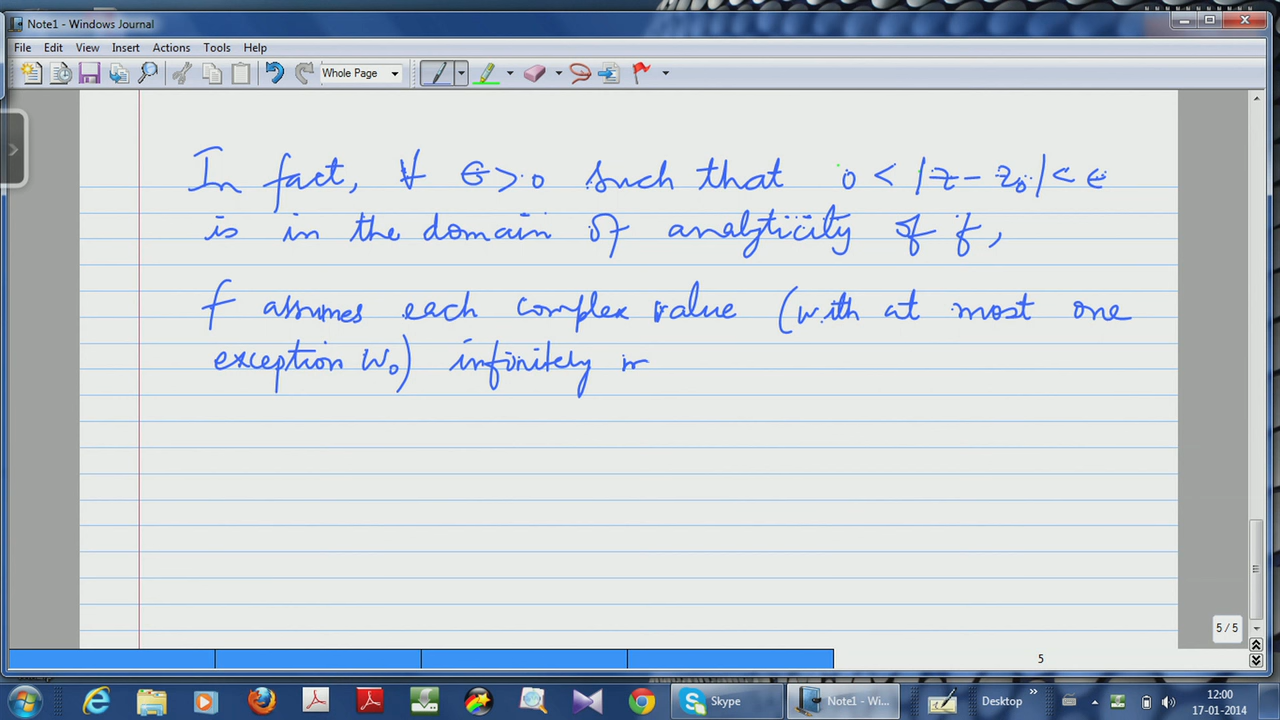 Note1 - Windows Journal
File Edit View Insert Actions Tools Help
Whole Page
In fact, ∀ ϵ>0 such that 0 < |z - z₀| < ϵ
is in the domain of analyticity of f,
f assumes each complex value (with at most one
exception w₀) infinitely m
5 / 5
5
Skype
Note1 - Wi...
Desktop
12:00
17-01-2014